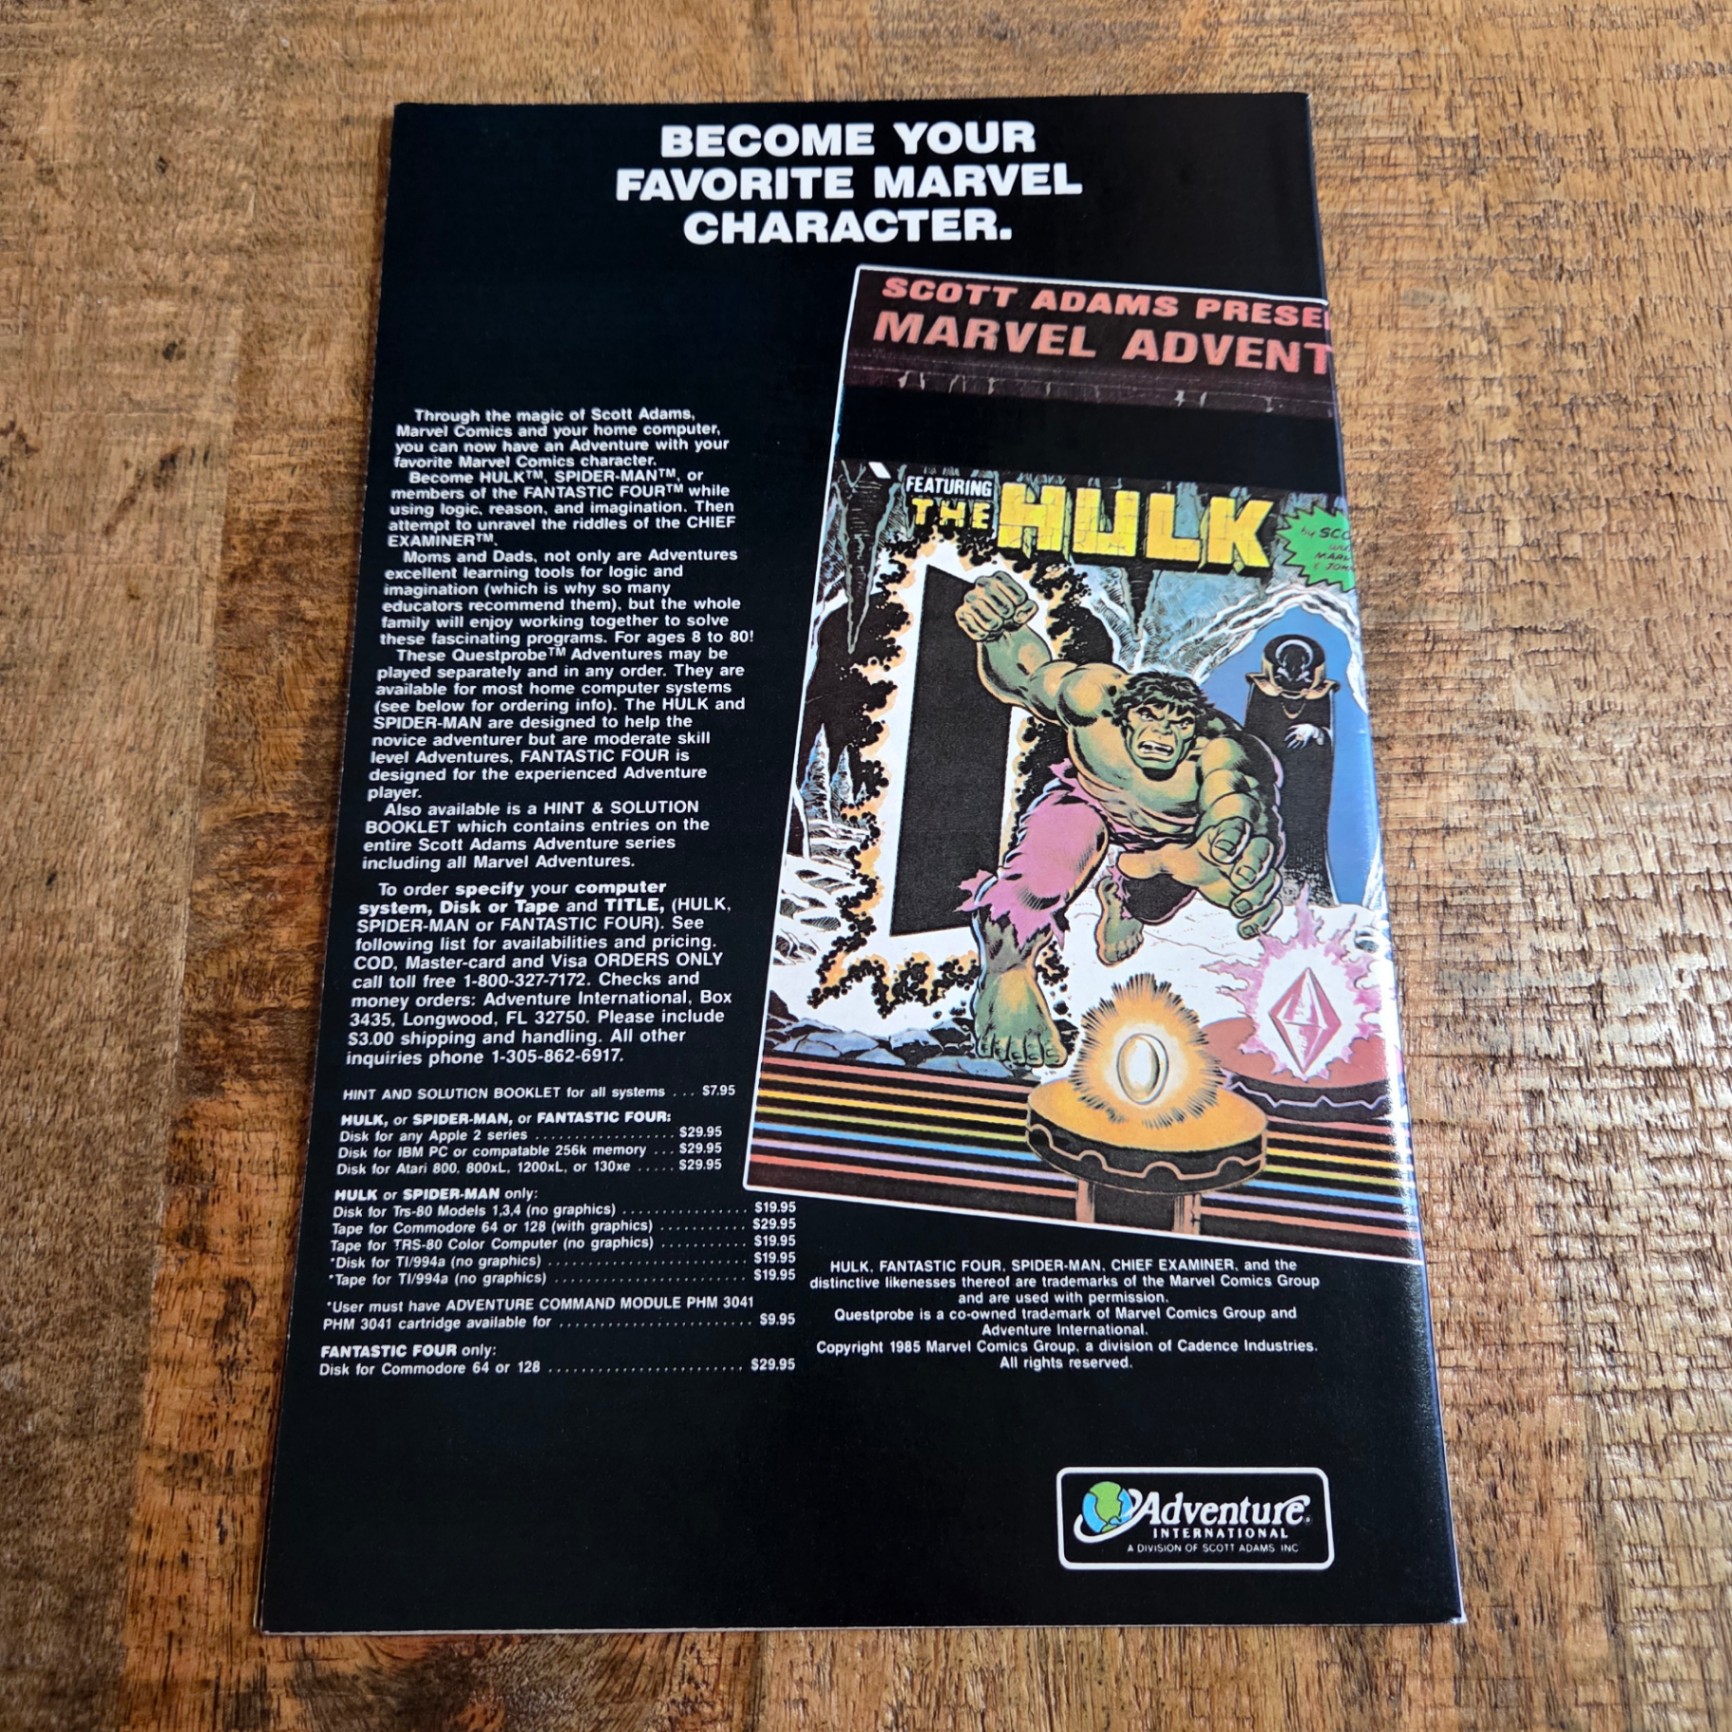 BECOME YOUR
FAVORITE MARVEL
CHARACTER.
Through the magic of Scott Adams,
Marvel Comics and your home computer,
you can now have an Adventure with your
favorite Marvel Comics character.
Become HULK™, SPIDER-MAN™, or
members of the FANTASTIC FOUR™ while
using logic, reason, and imagination. Then
attempt to unravel the riddles of the CHIEF
EXAMINER™.
Moms and Dads, not only are Adventures
excellent learning tools for logic and
imagination (which is why so many
educators recommend them), but the whole
family will enjoy working together to solve
these fascinating programs. For ages 8 to 80!
These Questprobe™ Adventures may be
played separately and in any order. They are
available for most home computer systems
(see below for ordering info). The HULK and
SPIDER-MAN are designed to help the
novice adventurer but are moderate skill
level Adventures, FANTASTIC FOUR is
designed for the experienced Adventure
player.
Also available is a HINT & SOLUTION
BOOKLET which contains entries on the
entire Scott Adams Adventure series
including all Marvel Adventures.
To order specify your computer
system, Disk or Tape and TITLE, (HULK,
SPIDER-MAN or FANTASTIC FOUR). See
following list for availabilities and pricing.
COD, Master-card and Visa ORDERS ONLY
call toll free 1-800-327-7172. Checks and
money orders: Adventure International, Box
3435, Longwood, FL 32750. Please include
$3.00 shipping and handling. All other
inquiries phone 1-305-862-6917.
HINT AND SOLUTION BOOKLET for all systems ... $7.95
HULK, or SPIDER-MAN, or FANTASTIC FOUR:
Disk for any Apple 2 series .................. $29.95
Disk for IBM PC or compatable 256k memory ... $29.95
Disk for Atari 800, 800xL, 1200xL, or 130xe ..... $29.95
HULK or SPIDER-MAN only:
Disk for Trs-80 Models 1,3,4 (no graphics) ................ $19.95
Tape for Commodore 64 or 128 (with graphics) ........... $29.95
Tape for TRS-80 Color Computer (no graphics) ........... $19.95
*Disk for TI/994a (no graphics) ........................... $19.95
*Tape for TI/994a (no graphics) .......................... $19.95
*User must have ADVENTURE COMMAND MODULE PHM 3041
PHM 3041 cartridge available for ......................... $9.95
FANTASTIC FOUR only:
Disk for Commodore 64 or 128 ......................... $29.95
SCOTT ADAMS PRESE
MARVEL ADVENT
FEATURING
THE HULK
by SCO
MAR
HULK, FANTASTIC FOUR, SPIDER-MAN, CHIEF EXAMINER, and the
distinctive likenesses thereof are trademarks of the Marvel Comics Group
and are used with permission.
Questprobe is a co-owned trademark of Marvel Comics Group and
Adventure International.
Copyright 1985 Marvel Comics Group, a division of Cadence Industries.
All rights reserved.
Adventure
INTERNATIONAL
A DIVISION OF SCOTT ADAMS INC